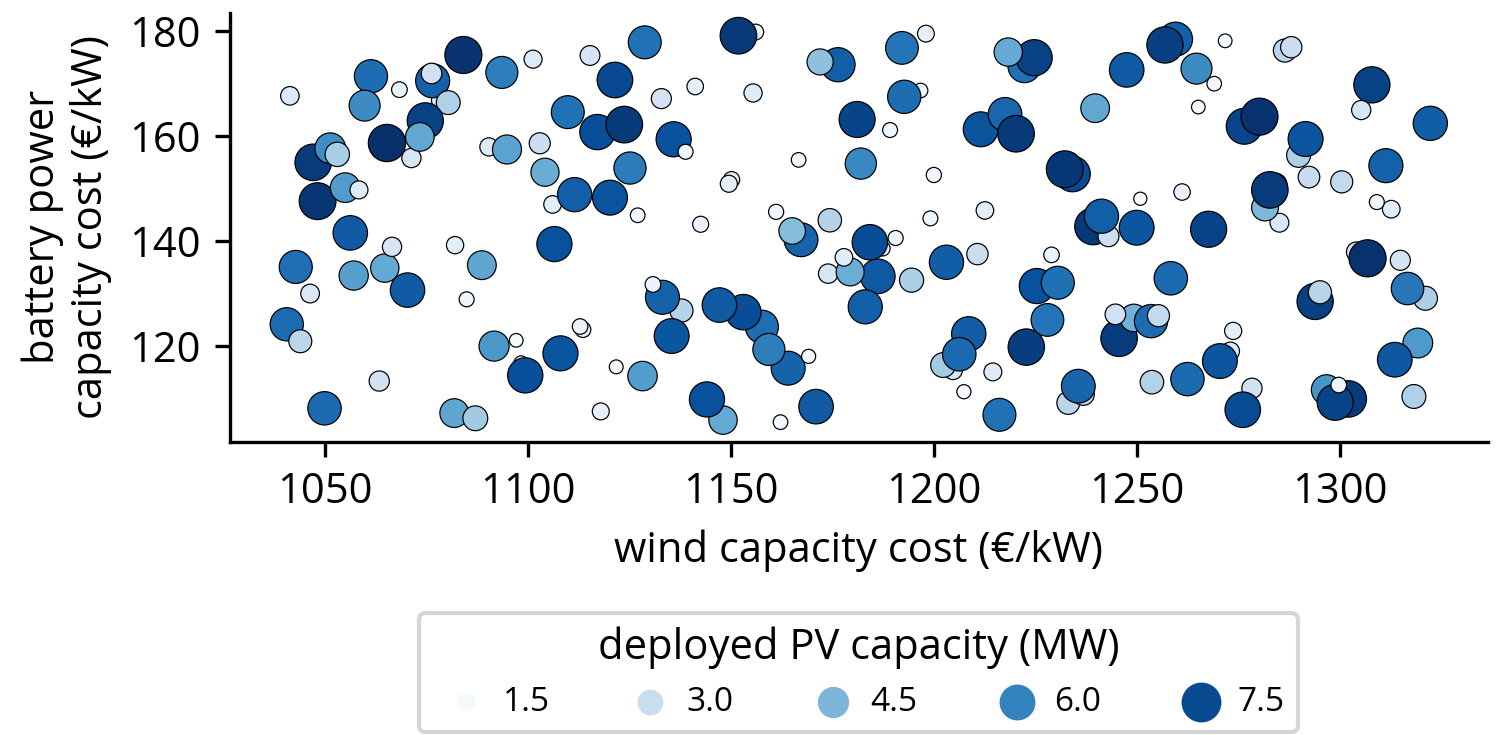 battery power
capacity cost (€/kW)
180
160
140
120
1050 1100 1150 1200 1250 1300
wind capacity cost (€/kW)
deployed PV capacity (MW)
1.5 3.0 4.5 6.0 7.5